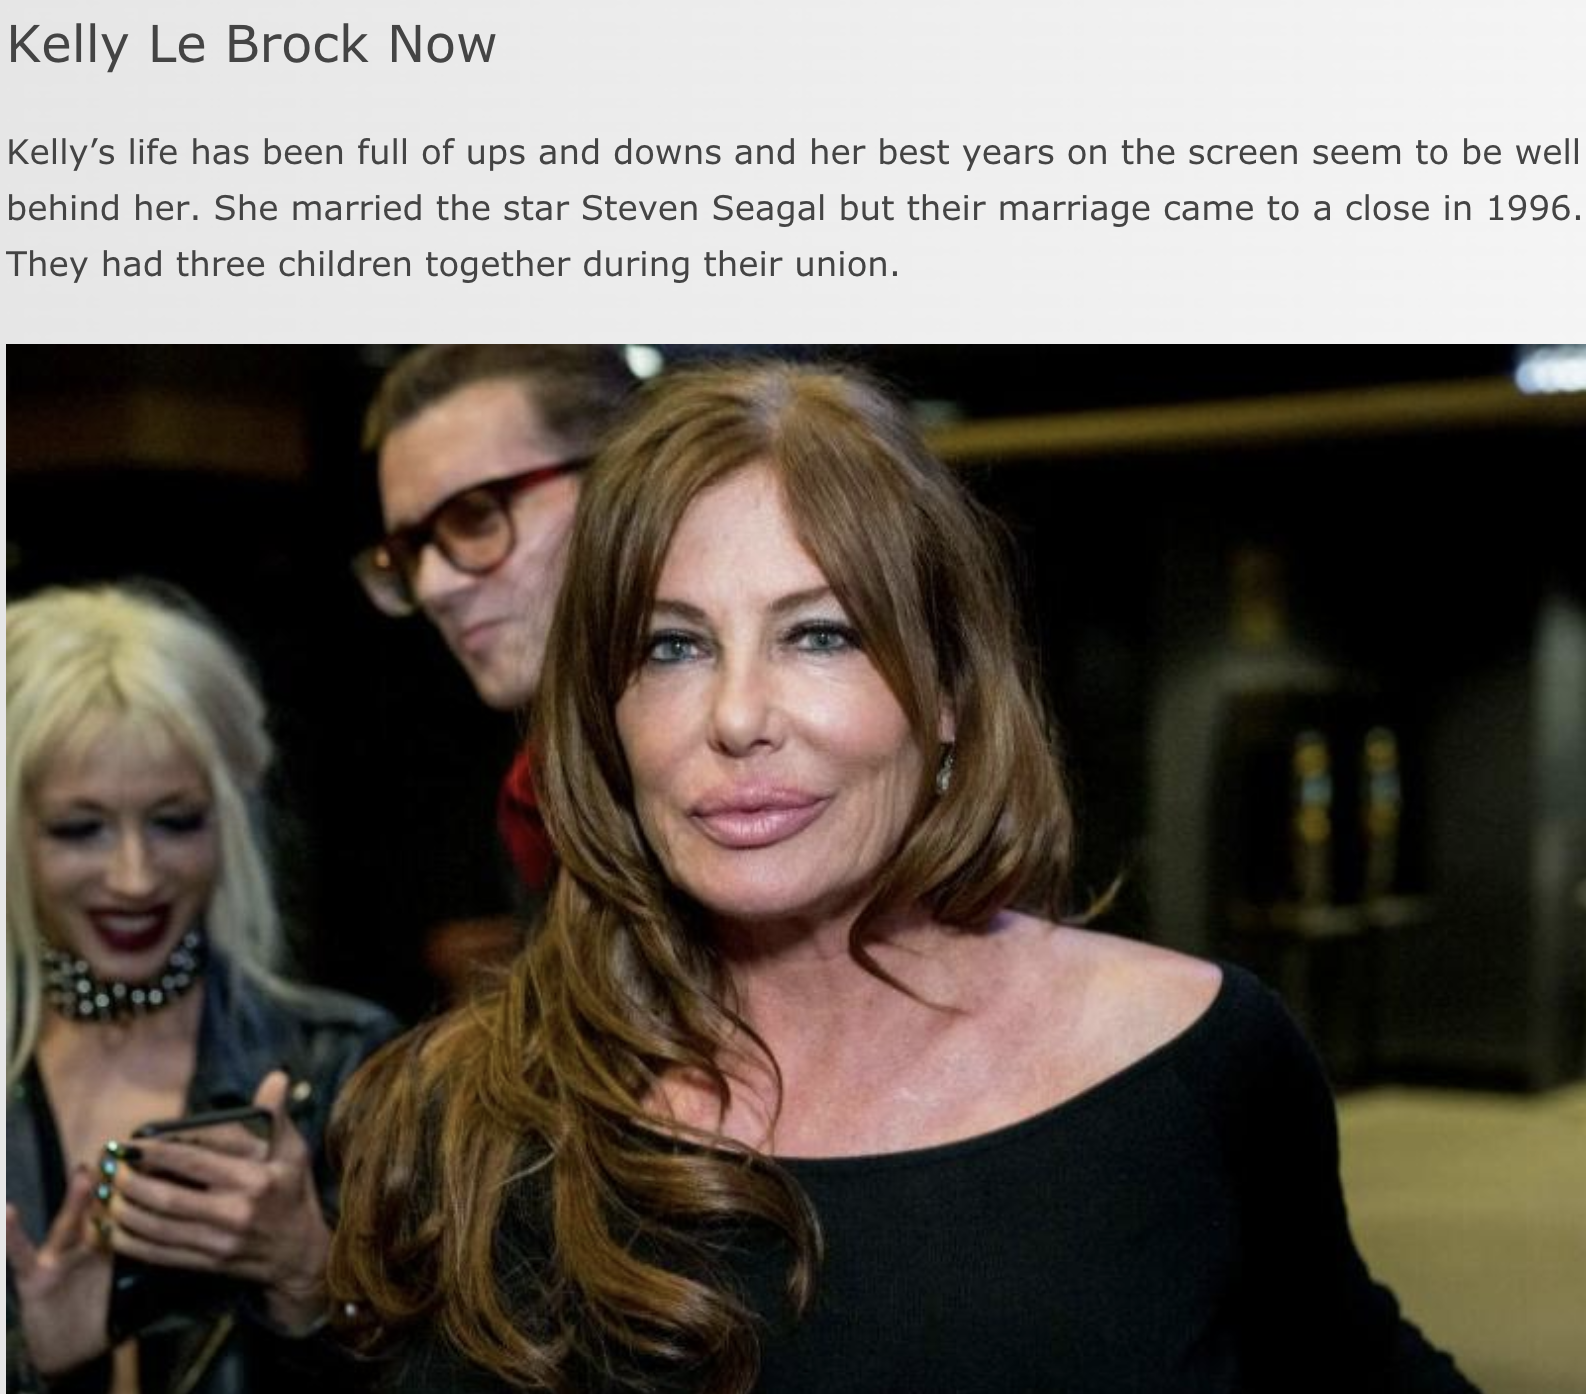 Kelly Le Brock Now
Kelly’s life has been full of ups and downs and her best years on the screen seem to be well
behind her. She married the star Steven Seagal but their marriage came to a close in 1996.
They had three children together during their union.